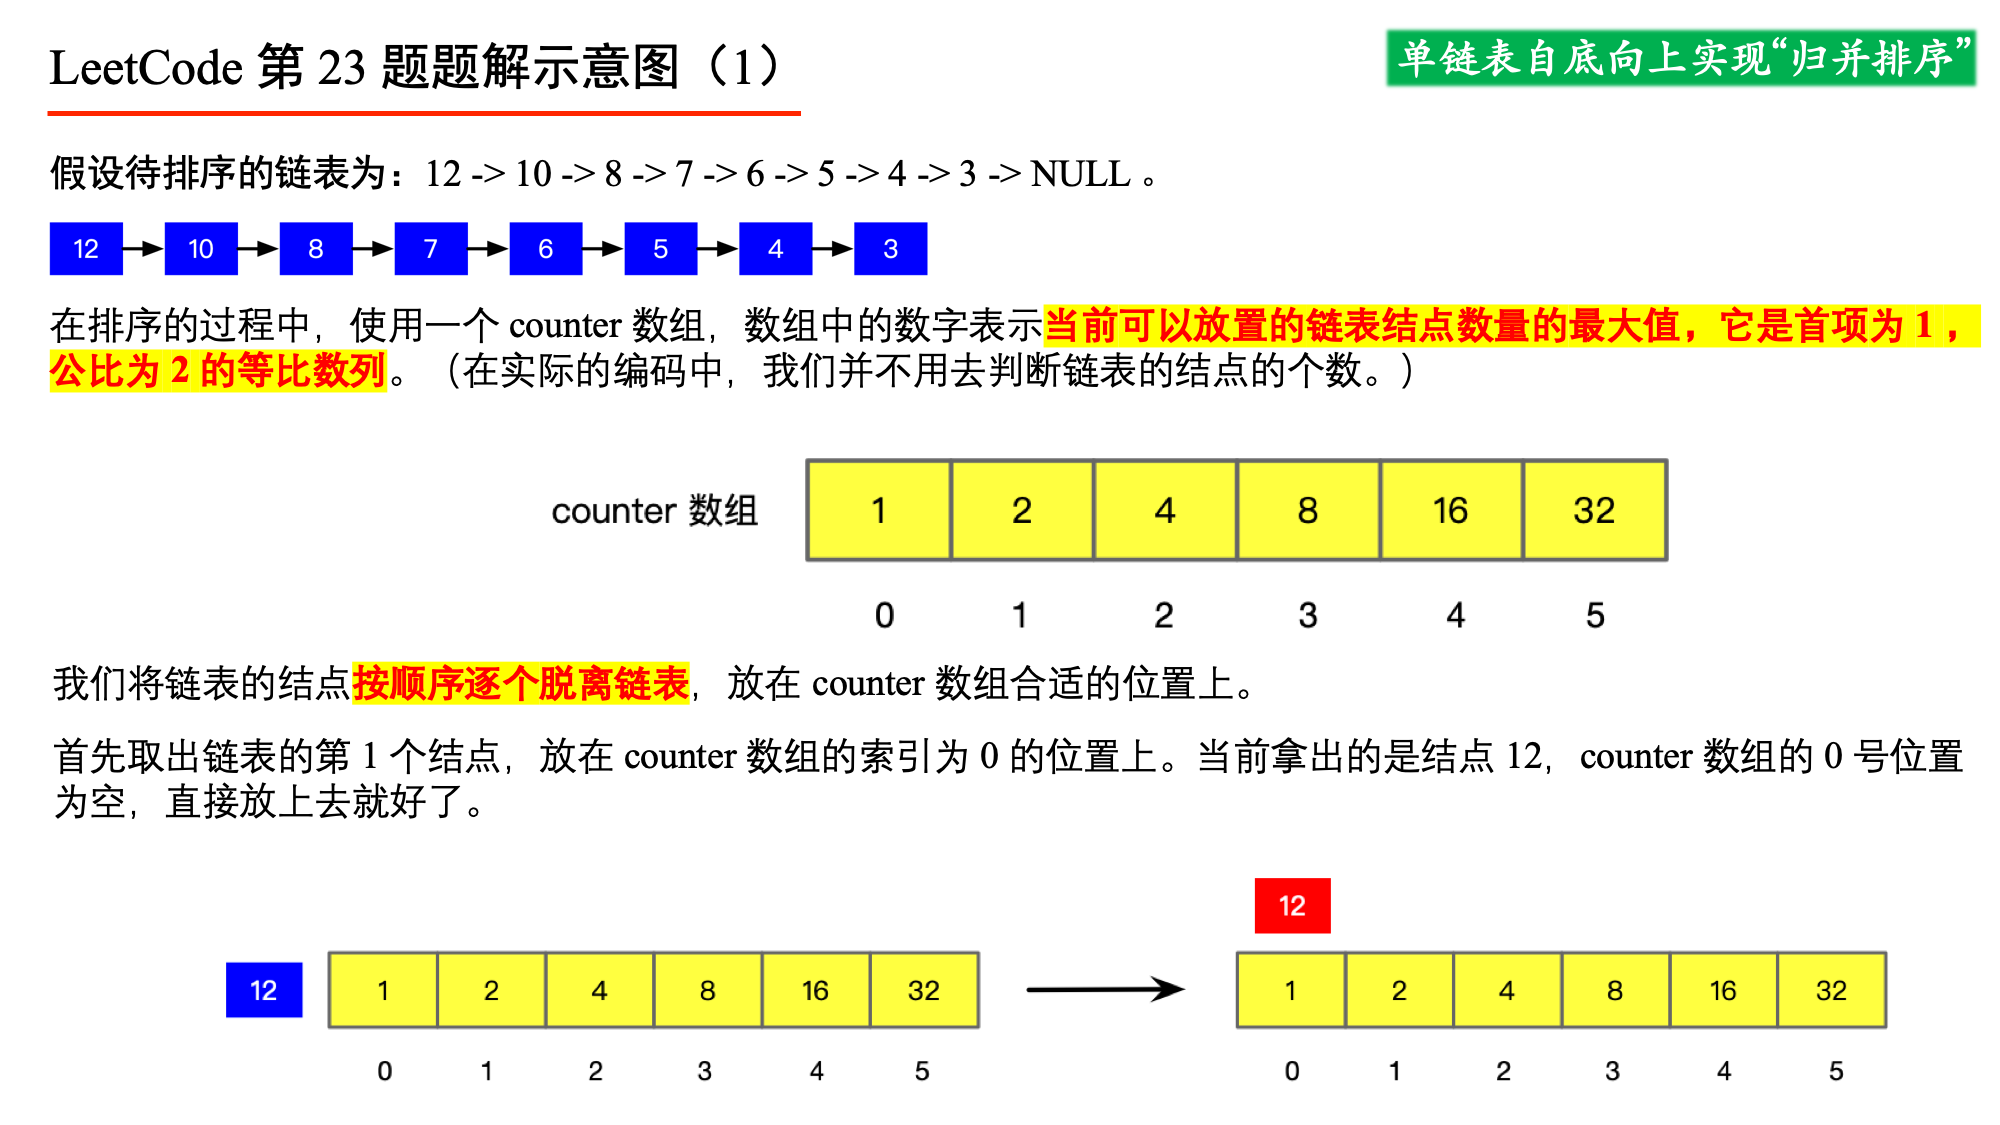 LeetCode 第 23 题题解示意图（1）
单链表自底向上实现“归并排序”
假设待排序的链表为：12 -> 10 -> 8 -> 7 -> 6 -> 5 -> 4 -> 3 -> NULL 。
12 10 8 7 6 5 4 3
在排序的过程中，使用一个 counter 数组，数组中的数字表示当前可以放置的链表结点数量的最大值，它是首项为 1 ，
公比为 2 的等比数列。（在实际的编码中，我们并不用去判断链表的结点的个数。）
counter 数组 1 2 4 8 16 32
0 1 2 3 4 5
我们将链表的结点按顺序逐个脱离链表，放在 counter 数组合适的位置上。
首先取出链表的第 1 个结点，放在 counter 数组的索引为 0 的位置上。当前拿出的是结点 12，counter 数组的 0 号位置
为空，直接放上去就好了。
12
12 1 2 4 8 16 32 1 2 4 8 16 32
0 1 2 3 4 5 0 1 2 3 4 5